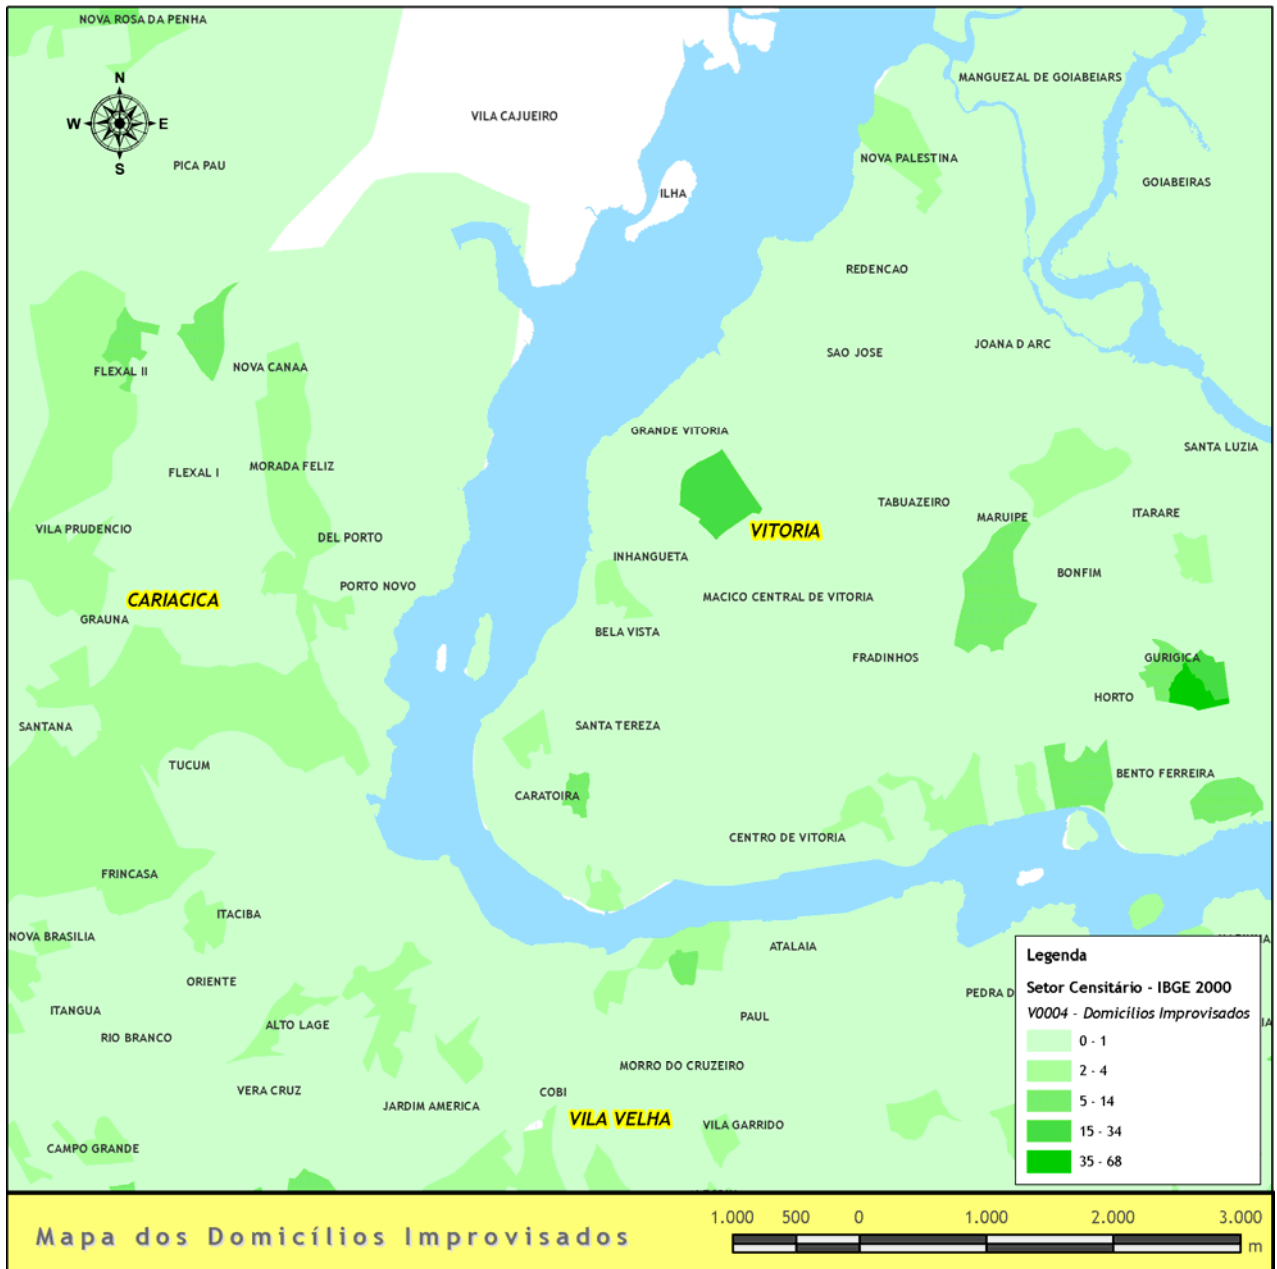 NOVA ROSA DA PENHA
N
W
E
S
MANGUEZAL DE GOIABEIARS
VILA CAJUEIRO
PICA PAU
NOVA PALESTINA
GOIABEIRAS
ILHA
REDENCAO
SAO JOSE
JOANA D ARC
FLEXAL II
NOVA CANAA
GRANDE VITORIA
SANTA LUZIA
FLEXAL I
MORADA FELIZ
TABUAZEIRO
MARUIPE
ITARARE
VILA PRUDENCIO
DEL PORTO
VITORIA
INHANGUETA
BONFIM
PORTO NOVO
CARIACICA
MACICO CENTRAL DE VITORIA
GRAUNA
BELA VISTA
FRADINHOS
GURIGICA
HORTO
SANTANA
SANTA TEREZA
TUCUM
BENTO FERREIRA
CARATOIRA
CENTRO DE VITORIA
FRINCASA
ITACIBA
NOVA BRASILIA
ATALAIA
ORIENTE
PEDRA D
ITANGUA
PAUL
ALTO LAGE
RIO BRANCO
MORRO DO CRUZEIRO
VERA CRUZ
COBI
JARDIM AMERICA
VILA VELHA
VILA GARRIDO
CAMPO GRANDE
Legenda
Setor Censitário - IBGE 2000
V0004 - Domicílios Improvisados
0 - 1
2 - 4
5 - 14
15 - 34
35 - 68
Mapa dos Domicílios Improvisados
1.000 500 0 1.000 2.000 3.000
m